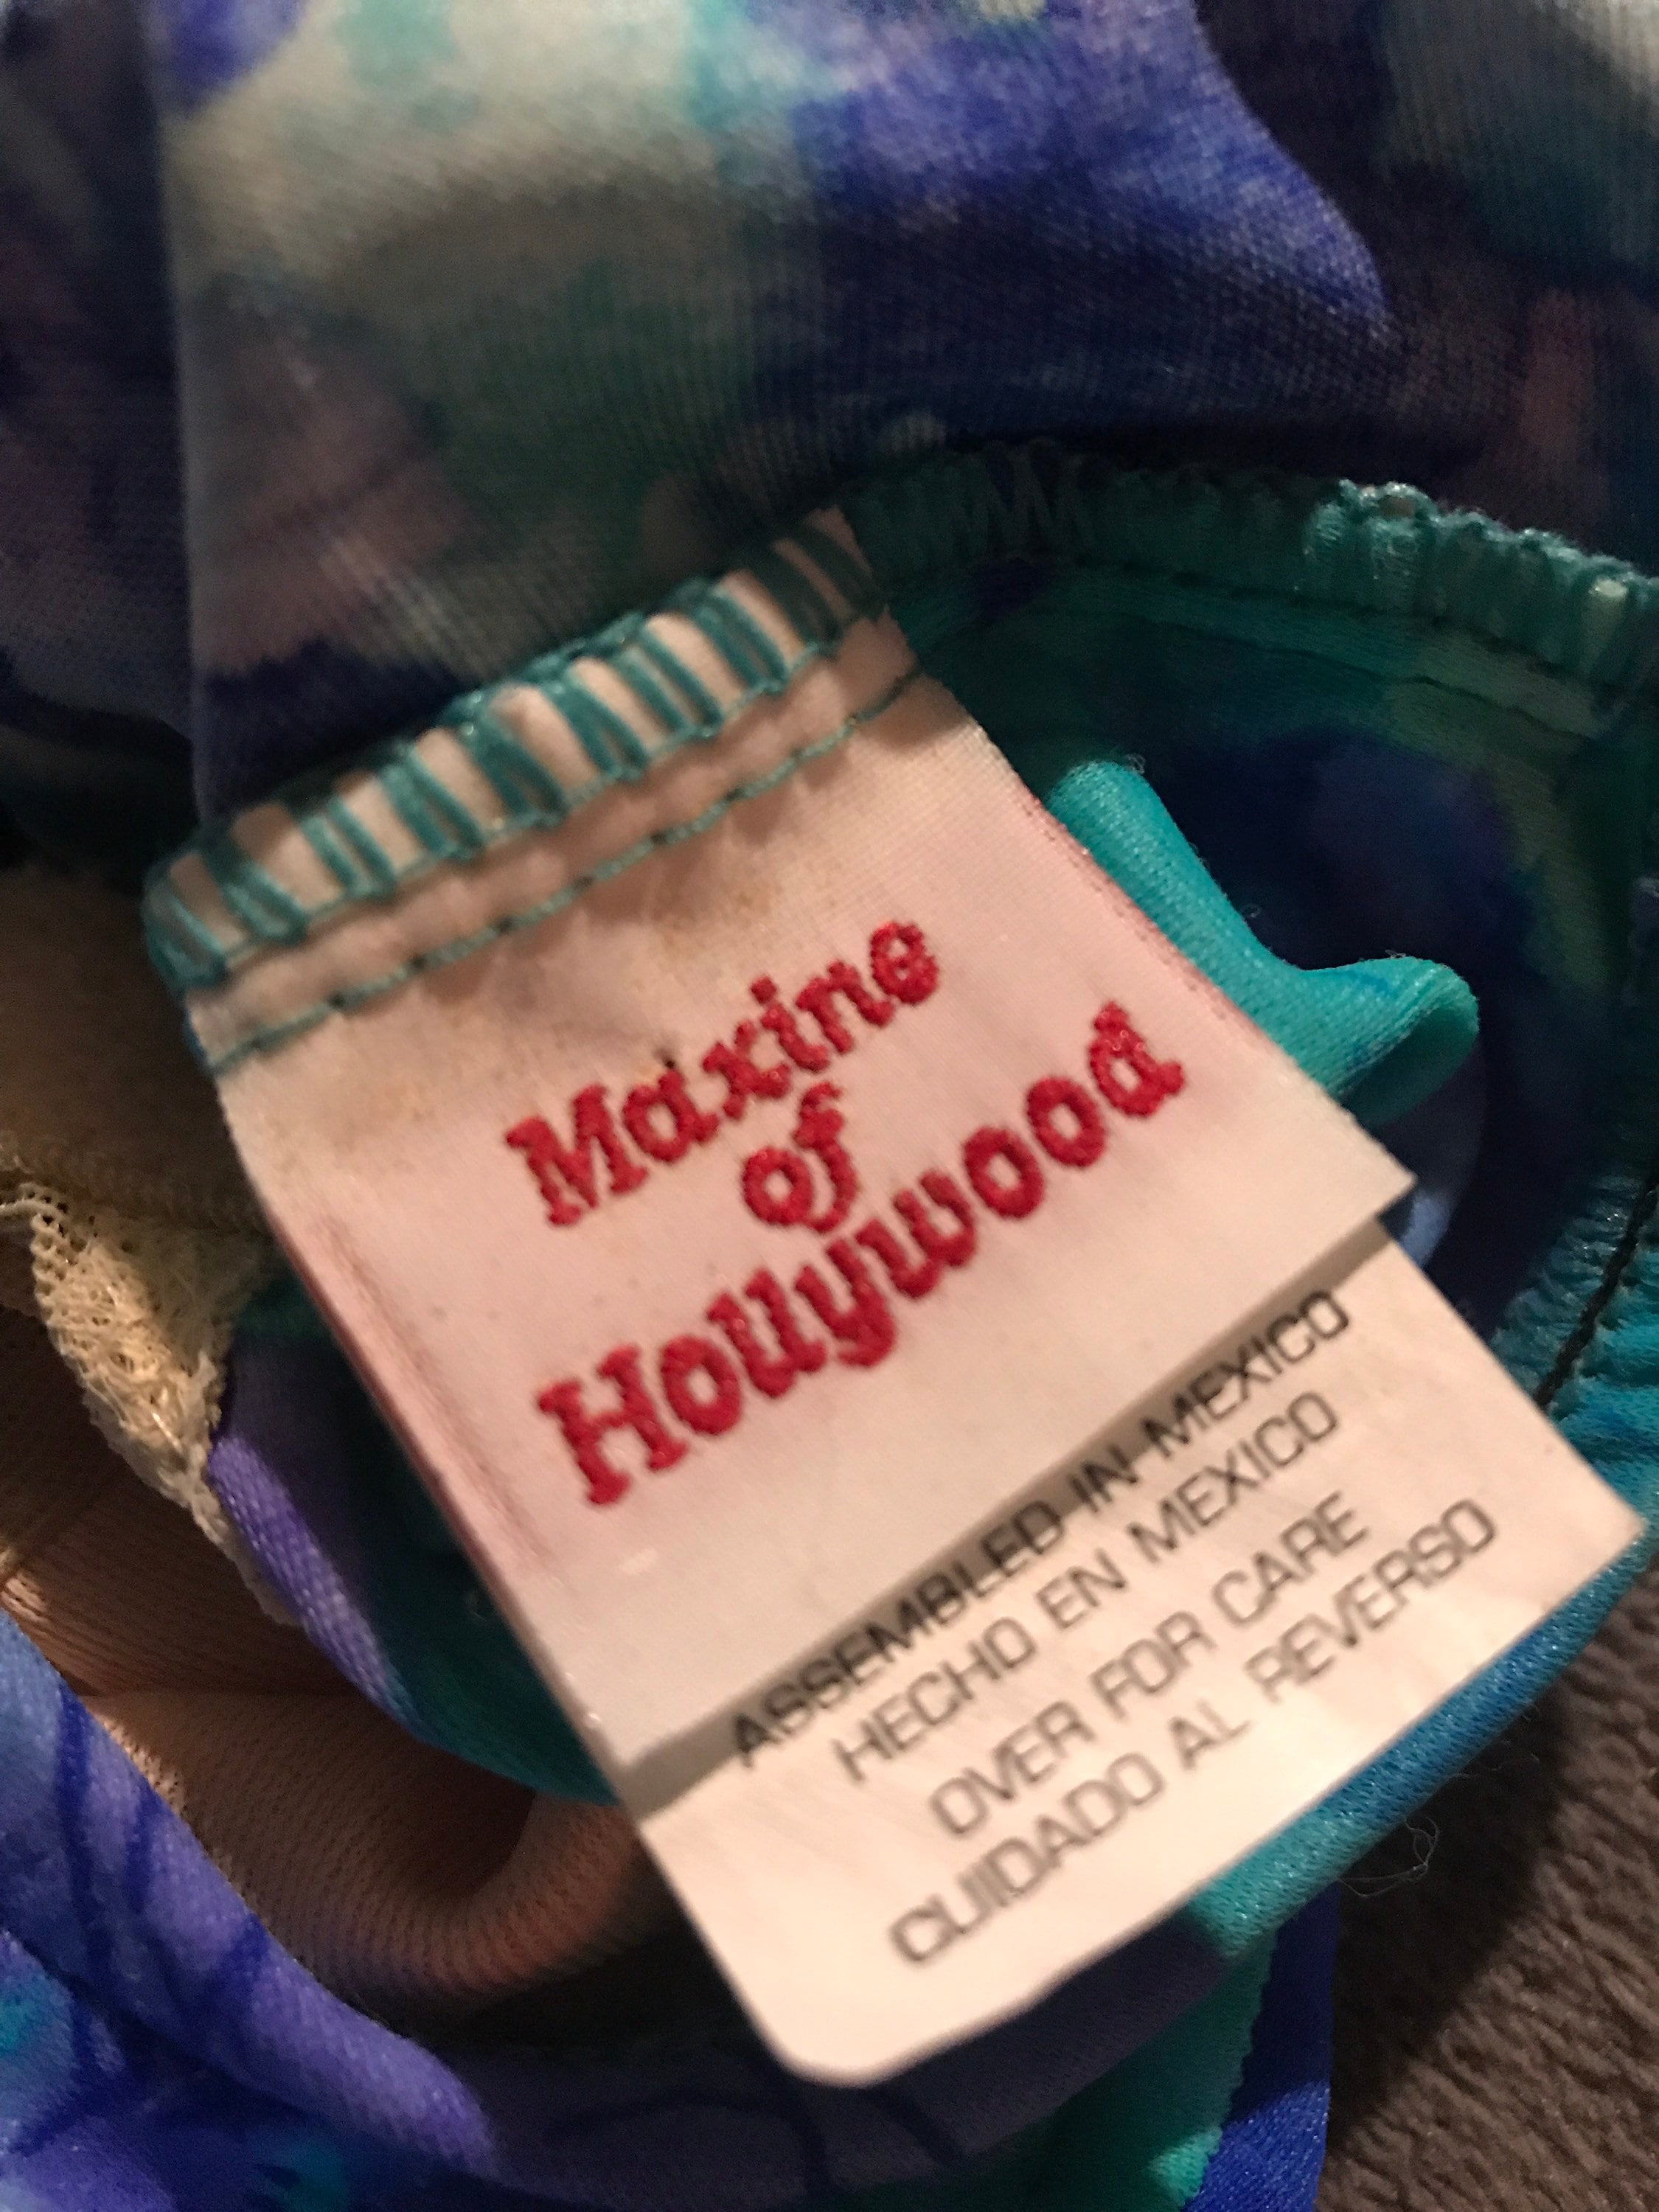 Maxine
of
Hollywood
ASSEMBLED IN MEXICO
HECHO EN MEXICO
OVER FOR CARE
CUIDADO AL REVERSO